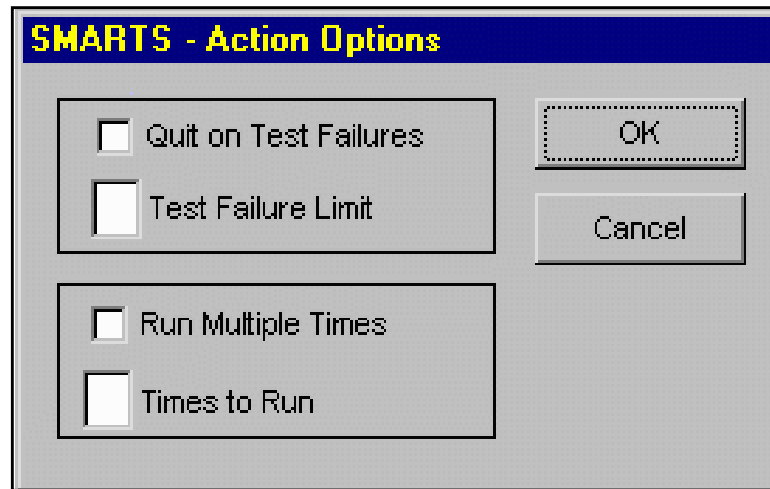 SMARTS - Action Options
Quit on Test Failures
Test Failure Limit
OK
Cancel
Run Multiple Times
Times to Run